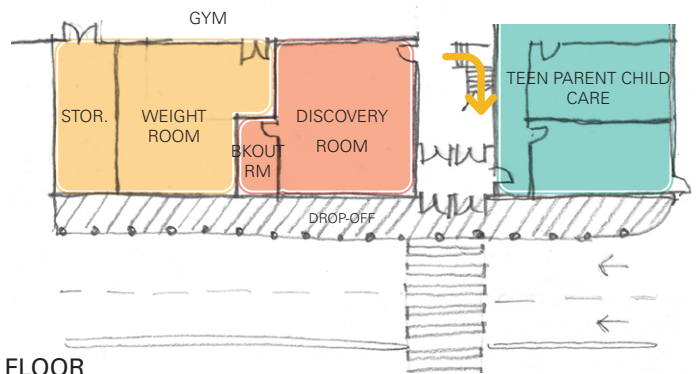 GYM
STOR.
WEIGHT
ROOM
BKOUT
RM
DISCOVERY
ROOM
TEEN PARENT CHILD
CARE
DROP-OFF
FLOOR